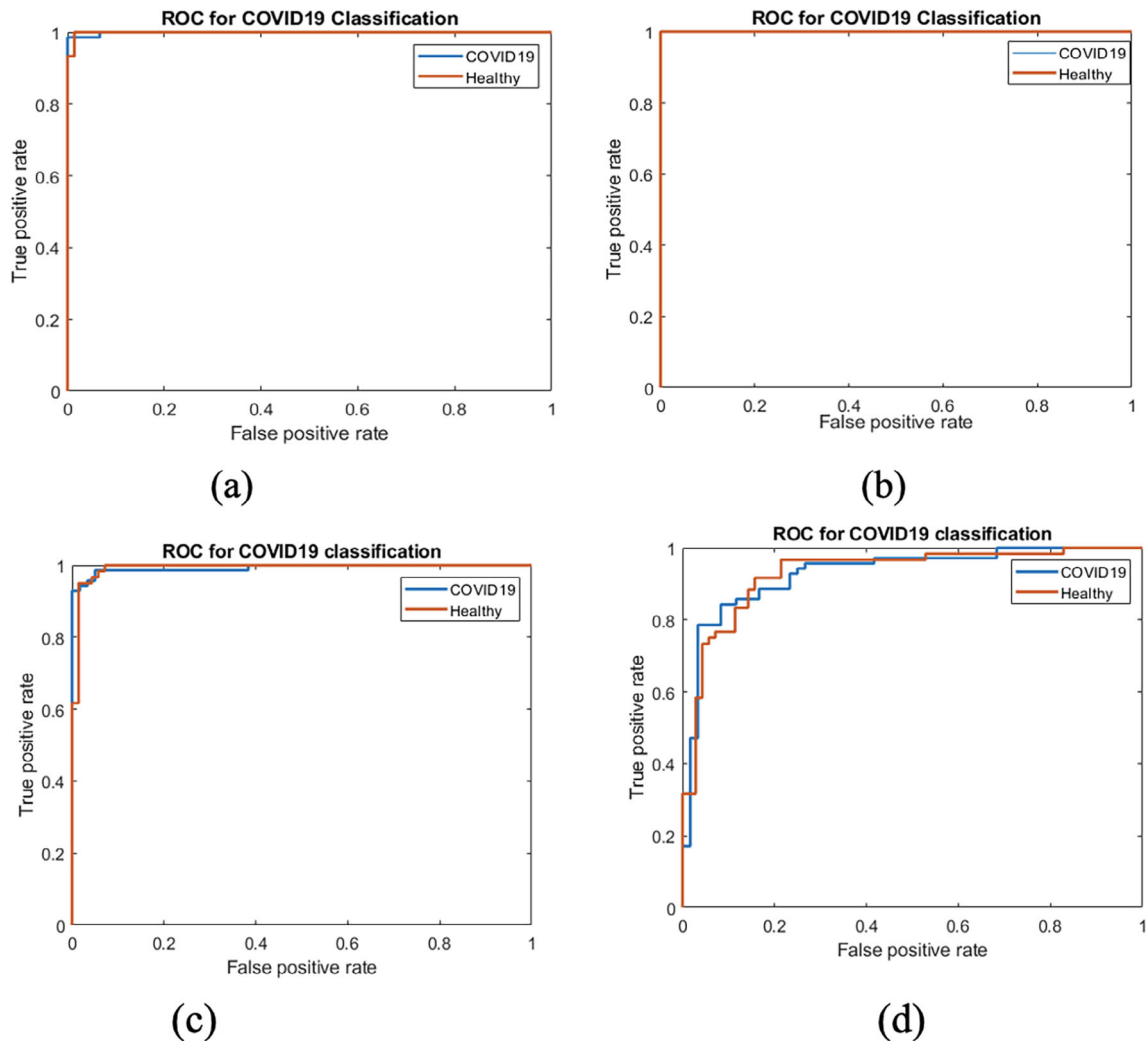 ROC for COVID19 Classification
COVID19
Healthy
1
0.8
0.6
0.4
0.2
0
True positive rate
0 0.2 0.4 0.6 0.8 1
False positive rate
(a)
ROC for COVID19 Classification
COVID19
Healthy
1
0.8
0.6
0.4
0.2
0
True positive rate
0 0.2 0.4 0.6 0.8 1
False positive rate
(b)
ROC for COVID19 classification
COVID19
Healthy
1
0.8
0.6
0.4
0.2
0
True positive rate
0 0.2 0.4 0.6 0.8 1
False positive rate
(c)
ROC for COVID19 classification
COVID19
Healthy
1
0.8
0.6
0.4
0.2
0
True positive rate
0 0.2 0.4 0.6 0.8 1
False positive rate
(d)